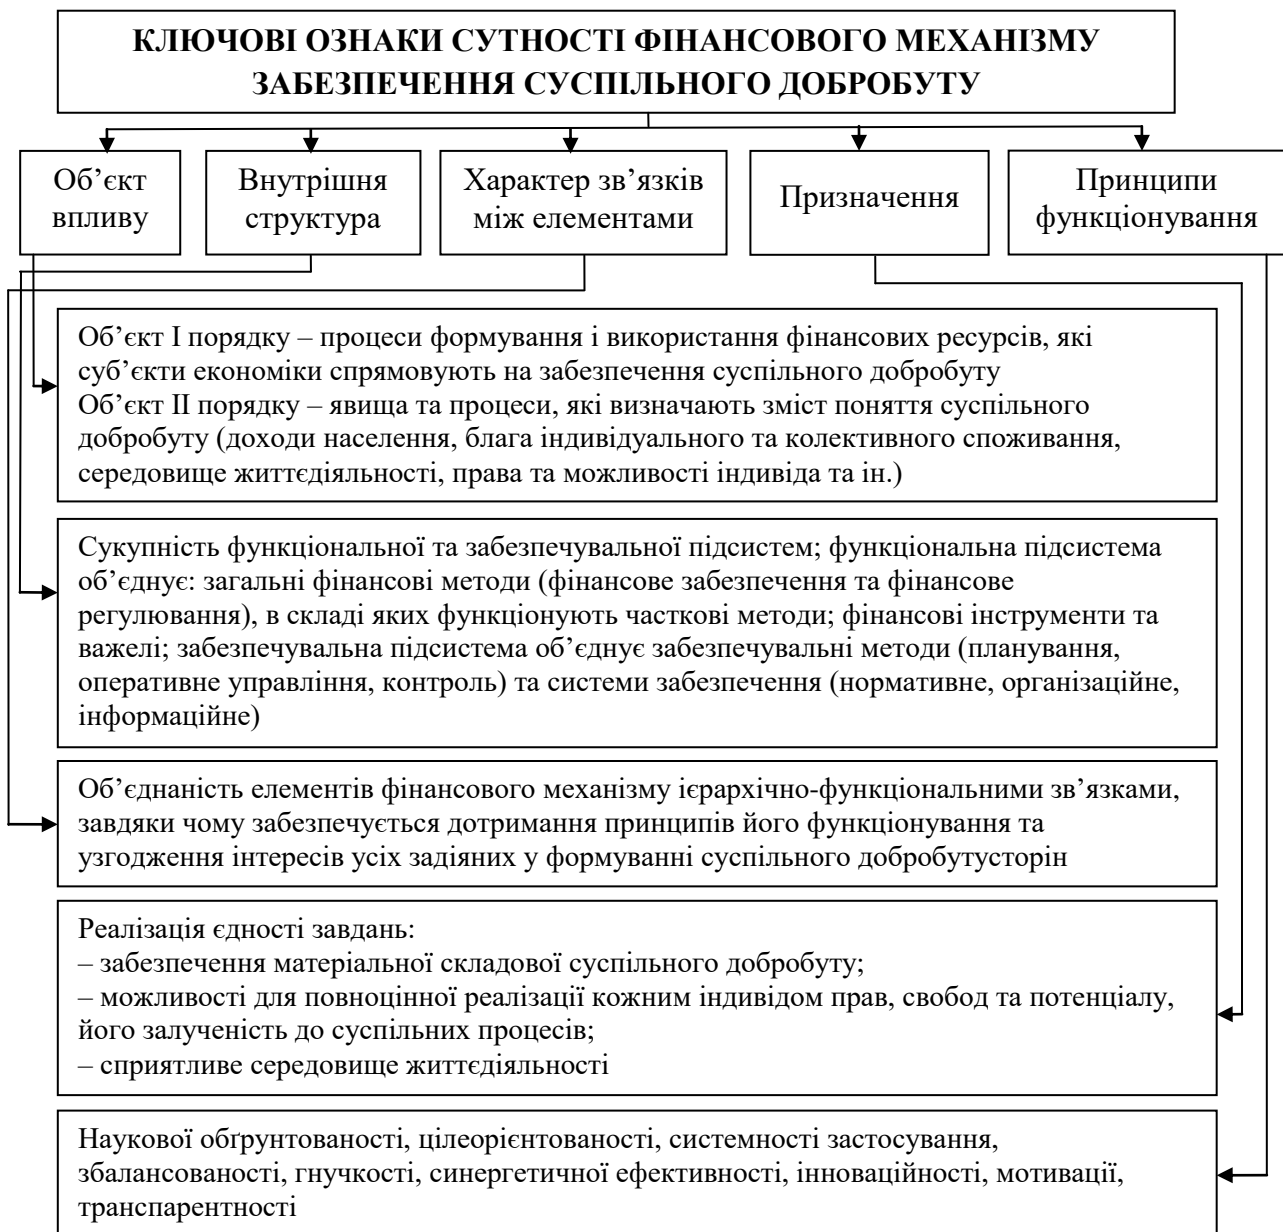 КЛЮЧОВІ ОЗНАКИ СУТНОСТІ ФІНАНСОВОГО МЕХАНІЗМУ
ЗАБЕЗПЕЧЕННЯ СУСПІЛЬНОГО ДОБРОБУТУ
Об’єкт
впливу
Внутрішня
структура
Характер зв’язків
між елементами
Призначення
Принципи
функціонування
Об’єкт І порядку – процеси формування і використання фінансових ресурсів, які
суб’єкти економіки спрямовують на забезпечення суспільного добробуту
Об’єкт ІІ порядку – явища та процеси, які визначають зміст поняття суспільного
добробуту (доходи населення, блага індивідуального та колективного споживання,
середовище життєдіяльності, права та можливості індивіда та ін.)
Сукупність функціональної та забезпечувальної підсистем; функціональна підсистема
об’єднує: загальні фінансові методи (фінансове забезпечення та фінансове
регулювання), в складі яких функціонують часткові методи; фінансові інструменти та
важелі; забезпечувальна підсистема об’єднує забезпечувальні методи (планування,
оперативне управління, контроль) та системи забезпечення (нормативне, організаційне,
інформаційне)
Об’єднаність елементів фінансового механізму ієрархічно-функціональними зв’язками,
завдяки чому забезпечується дотримання принципів його функціонування та
узгодження інтересів усіх задіяних у формуванні суспільного добробутусторін
Реалізація єдності завдань:
– забезпечення матеріальної складової суспільного добробуту;
– можливості для повноцінної реалізації кожним індивідом прав, свобод та потенціалу,
його залученість до суспільних процесів;
– сприятливе середовище життєдіяльності
Наукової обґрунтованості, цілеорієнтованості, системності застосування,
збалансованості, гнучкості, синергетичної ефективності, інноваційності, мотивації,
транспарентності